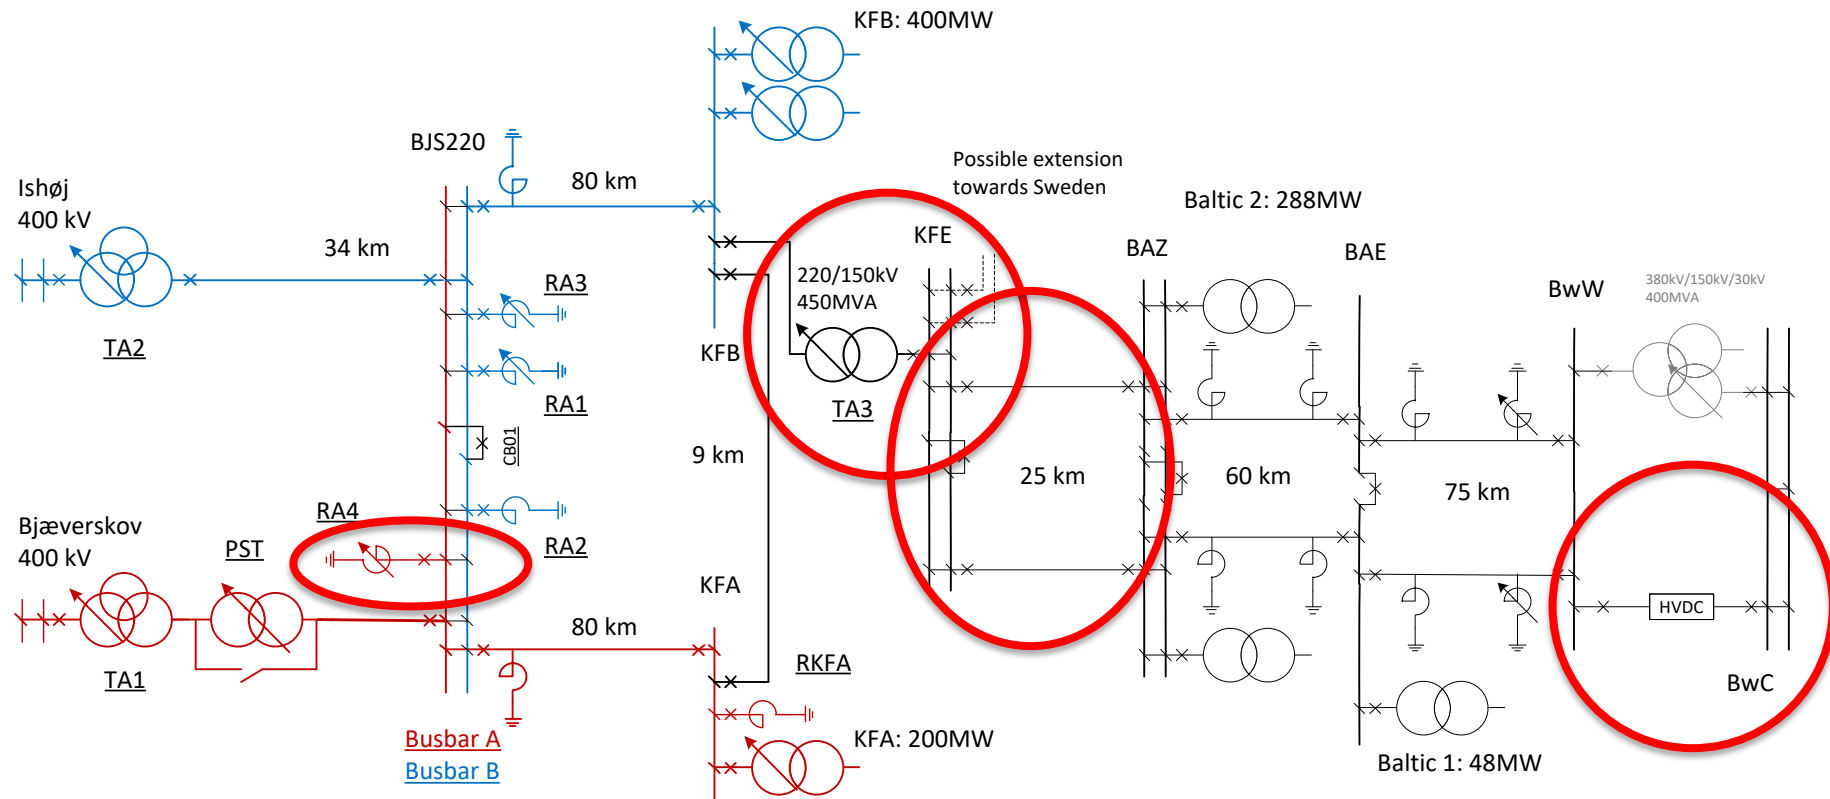 KFB: 400MW
BJS220
Possible extension
towards Sweden
80 km
Ishøj
400 kV
Baltic 2: 288MW
34 km
KFE
BAZ
BAE
RA3
220/150kV
450MVA
BwW
380kV/150kV/30kV
400MVA
TA2
KFB
RA1
TA3
CB01
9 km
25 km
60 km
75 km
RA4
Bjæverskov
400 kV
PST
RA2
KFA
HVDC
80 km
TA1
RKFA
BwC
Busbar A
Busbar B
KFA: 200MW
Baltic 1: 48MW